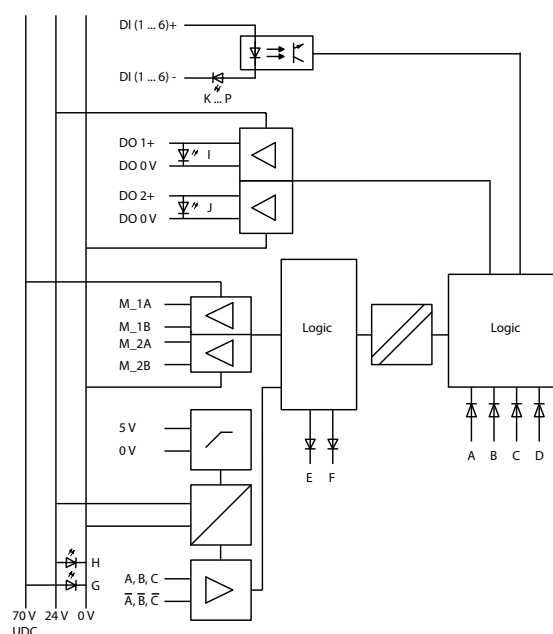 DI (1 ... 6)+
DI (1 ... 6) -
K ... P
DO 1+
I
DO 0 V
DO 2+
J
DO 0 V
M_1A
M_1B
M_2A
M_2B
Logic
Logic
5 V
0 V
A B C D
E F
H
G
A, B, C
A̅, B̅, C̅
70 V 24 V 0 V
UDC